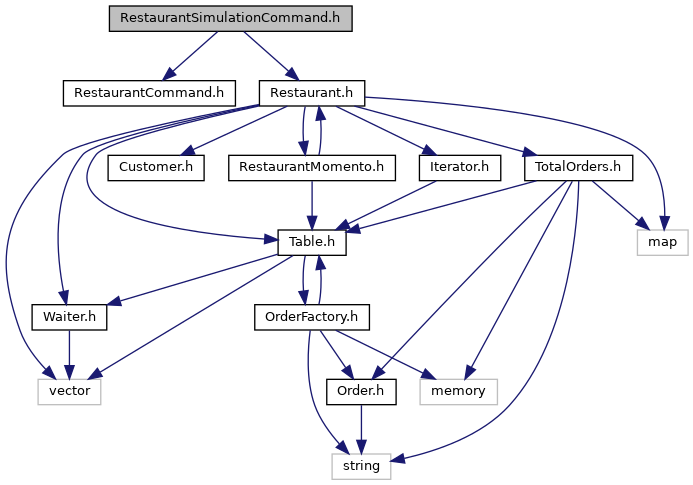 RestaurantSimulationCommand.h
RestaurantCommand.h
Restaurant.h
Customer.h
RestaurantMomento.h
Iterator.h
TotalOrders.h
Table.h
map
Waiter.h
OrderFactory.h
vector
Order.h
memory
string